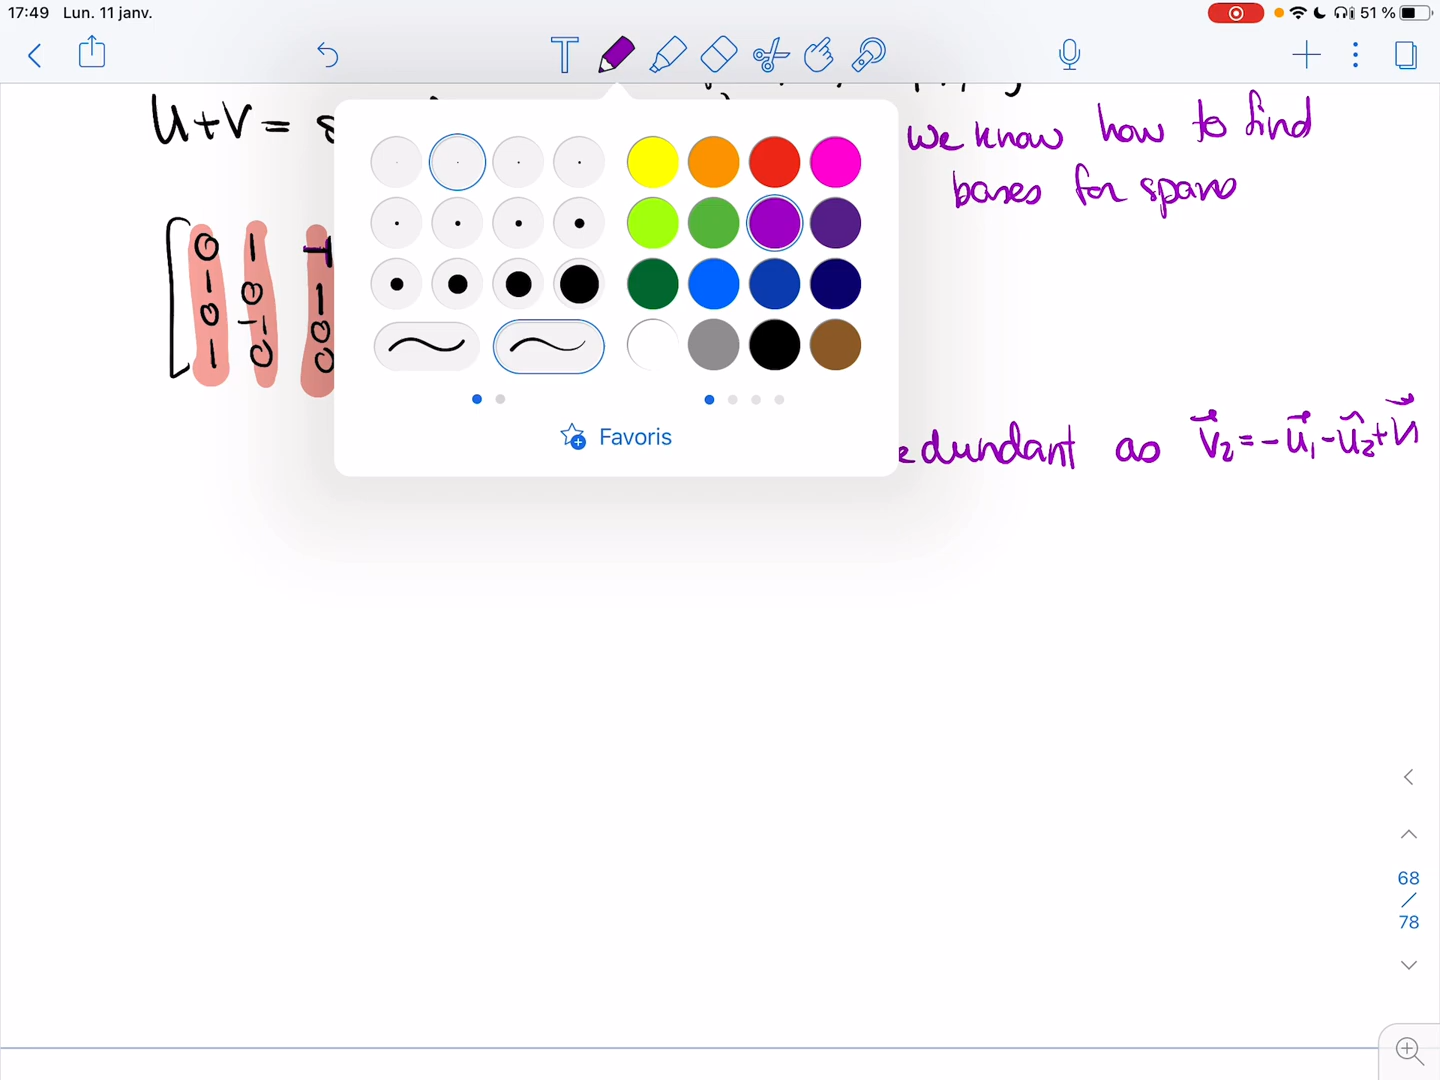 17:49 Lun. 11 janv.
51 %
T
U+V=
we know how to find
bases for spans
0 1
1 0 1
0 1 0
1 0 0
Favoris
edundant as v₂=-u₁-u₂+v
68
/
78